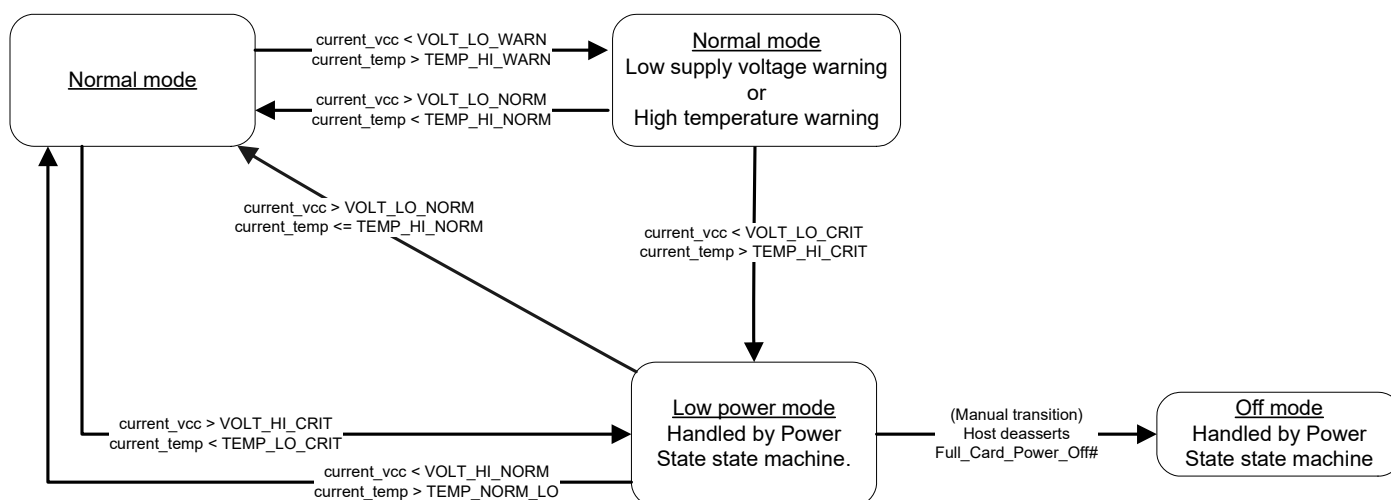 Normal mode
current_vcc < VOLT_LO_WARN
current_temp > TEMP_HI_WARN
current_vcc > VOLT_LO_NORM
current_temp < TEMP_HI_NORM
Normal mode
Low supply voltage warning
or
High temperature warning
current_vcc > VOLT_LO_NORM
current_temp <= TEMP_HI_NORM
current_vcc < VOLT_LO_CRIT
current_temp > TEMP_HI_CRIT
current_vcc > VOLT_HI_CRIT
current_temp < TEMP_LO_CRIT
current_vcc < VOLT_HI_NORM
current_temp > TEMP_NORM_LO
Low power mode
Handled by Power
State state machine.
(Manual transition)
Host deasserts
Full_Card_Power_Off#
Off mode
Handled by Power
State state machine